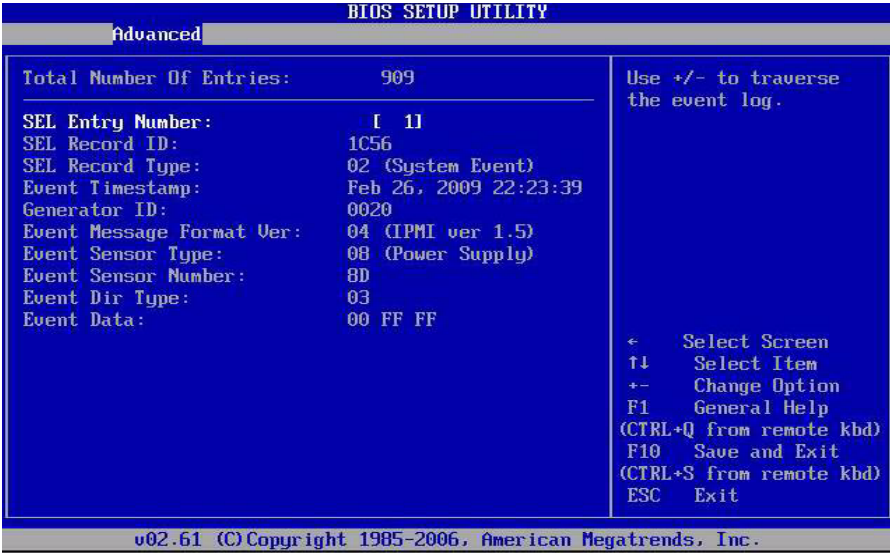 BIOS SETUP UTILITY
Advanced
Total Number Of Entries: 909
SEL Entry Number: [ 1]
SEL Record ID: 1C56
SEL Record Type: 02 (System Event)
Event Timestamp: Feb 26, 2009 22:23:39
Generator ID: 0020
Event Message Format Ver: 04 (IPMI ver 1.5)
Event Sensor Type: 08 (Power Supply)
Event Sensor Number: 8D
Event Dir Type: 03
Event Data: 00 FF FF
Use +/- to traverse
the event log.
← Select Screen
↑↓ Select Item
+- Change Option
F1 General Help
(CTRL+Q from remote kbd)
F10 Save and Exit
(CTRL+S from remote kbd)
ESC Exit
v02.61 (C)Copyright 1985-2006, American Megatrends, Inc.